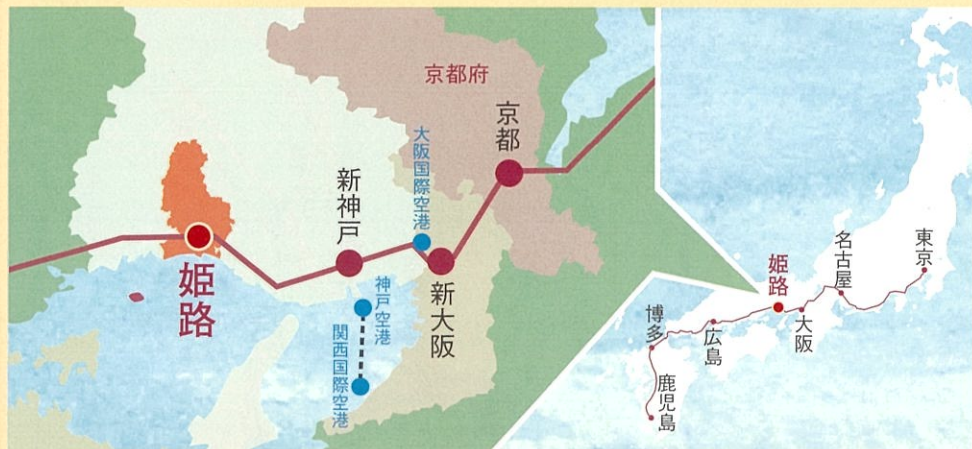 京都府
京都
大阪国際空港
新神戸
姫路
新大阪
神戸空港
関西国際空港
東京
名古屋
姫路
大阪
広島
博多
鹿児島